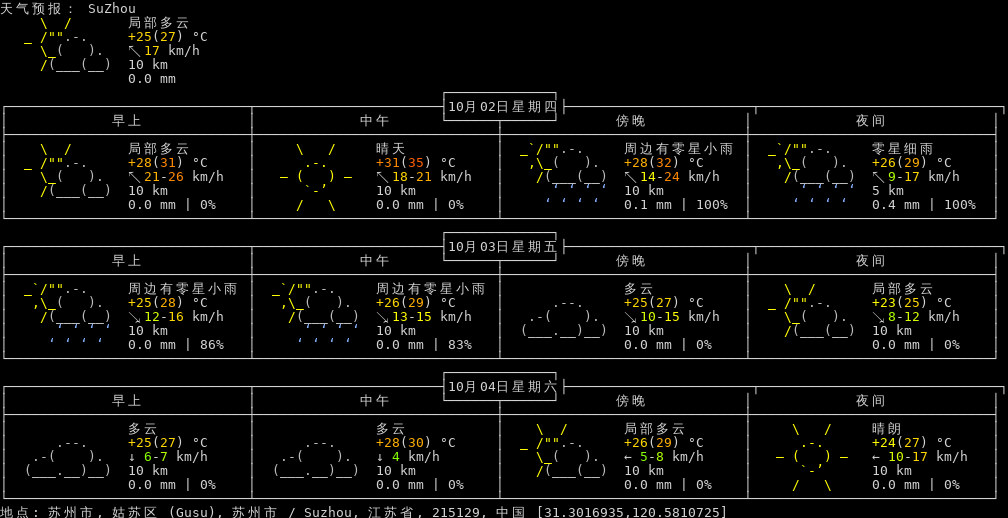 天气预报： SuZhou
局部多云
+25(27) °C
↖ 17 km/h
10 km
0.0 mm
10月02日星期四
早上 中午 傍晚 夜间
局部多云 晴天 周边有零星小雨 零星细雨
+28(31) °C +31(35) °C +28(32) °C +26(29) °C
↖ 21-26 km/h ↖ 18-21 km/h ↖ 14-24 km/h ↖ 9-17 km/h
10 km 10 km 10 km 5 km
0.0 mm | 0% 0.0 mm | 0% 0.1 mm | 100% 0.4 mm | 100%
10月03日星期五
早上 中午 傍晚 夜间
周边有零星小雨 周边有零星小雨 多云 局部多云
+25(28) °C +26(29) °C +25(27) °C +23(25) °C
↘ 12-16 km/h ↘ 13-15 km/h ↘ 10-15 km/h ↘ 8-12 km/h
10 km 10 km 10 km 10 km
0.0 mm | 86% 0.0 mm | 83% 0.0 mm | 0% 0.0 mm | 0%
10月04日星期六
早上 中午 傍晚 夜间
多云 多云 局部多云 晴朗
+25(27) °C +28(30) °C +26(29) °C +24(27) °C
↓ 6-7 km/h ↓ 4 km/h ← 5-8 km/h ← 10-17 km/h
10 km 10 km 10 km 10 km
0.0 mm | 0% 0.0 mm | 0% 0.0 mm | 0% 0.0 mm | 0%
地点: 苏州市, 姑苏区 (Gusu), 苏州市 / Suzhou, 江苏省, 215129, 中国 [31.3016935,120.5810725]